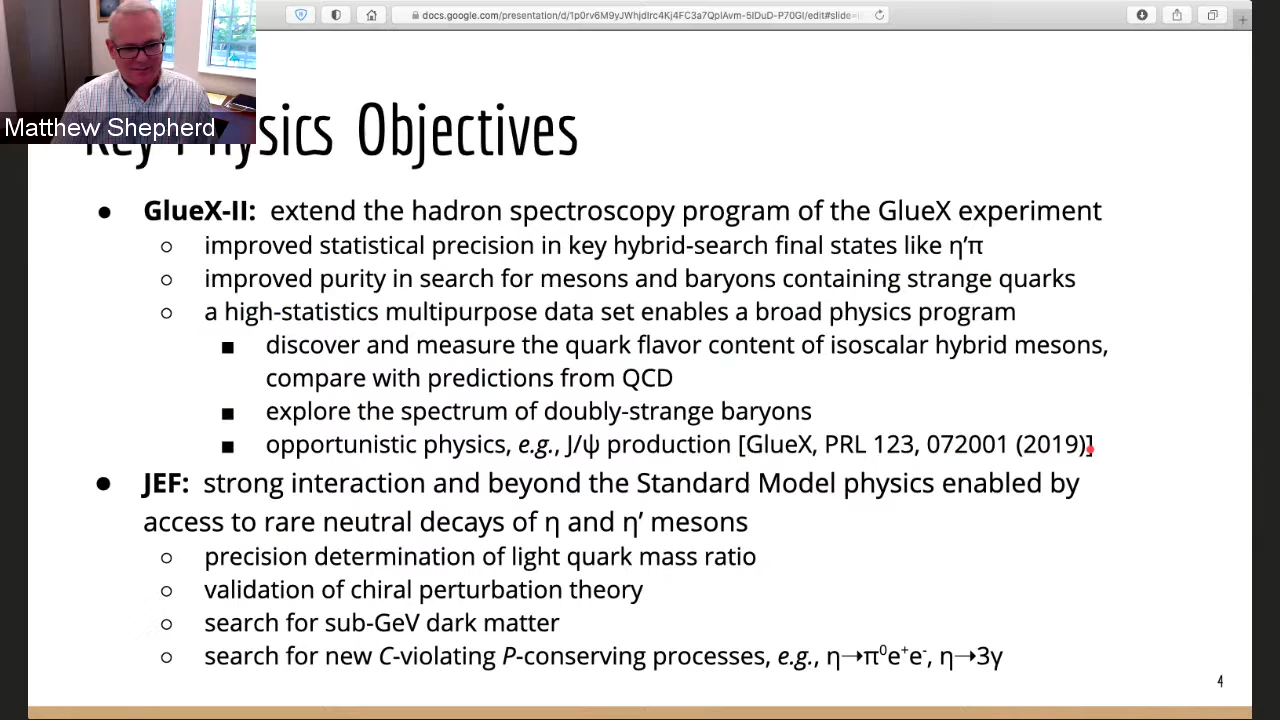 docs.google.com/presentation/d/1p0rv6M9yJWhjdIrc4Kj4FC3a7QpIAvm-5IDuD-P70GI/edit#slide=
Matthew Shepherd
Key Physics Objectives
● GlueX-II: extend the hadron spectroscopy program of the GlueX experiment
○ improved statistical precision in key hybrid-search final states like η′π
○ improved purity in search for mesons and baryons containing strange quarks
○ a high-statistics multipurpose data set enables a broad physics program
■ discover and measure the quark flavor content of isoscalar hybrid mesons,
compare with predictions from QCD
■ explore the spectrum of doubly-strange baryons
■ opportunistic physics, e.g., J/ψ production [GlueX, PRL 123, 072001 (2019)]
● JEF: strong interaction and beyond the Standard Model physics enabled by
access to rare neutral decays of η and η′ mesons
○ precision determination of light quark mass ratio
○ validation of chiral perturbation theory
○ search for sub-GeV dark matter
○ search for new C-violating P-conserving processes, e.g., η→π⁰e⁺e⁻, η→3γ
4